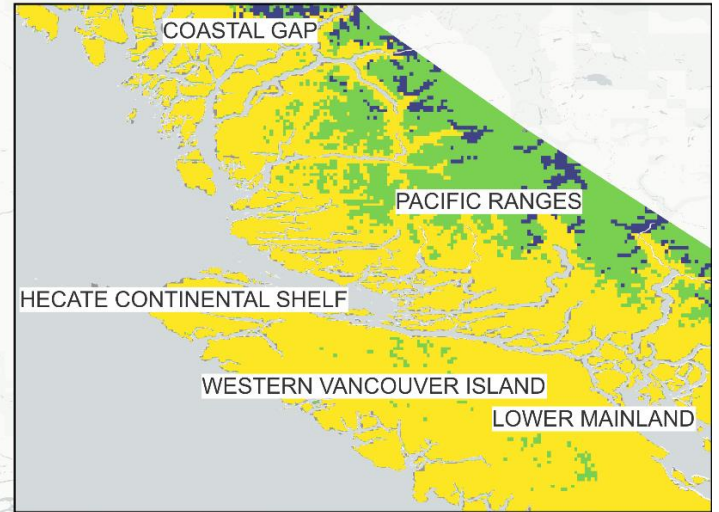 COASTAL GAP
PACIFIC RANGES
HECATE CONTINENTAL SHELF
WESTERN VANCOUVER ISLAND
LOWER MAINLAND